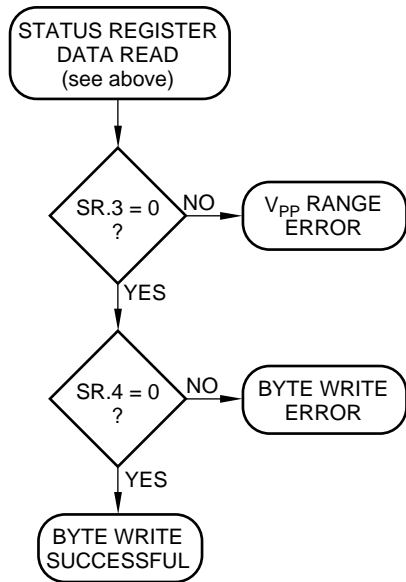 STATUS REGISTER
DATA READ
(see above)
SR.3 = 0
?
NO
VPP RANGE
ERROR
YES
SR.4 = 0
?
NO
BYTE WRITE
ERROR
YES
BYTE WRITE
SUCCESSFUL